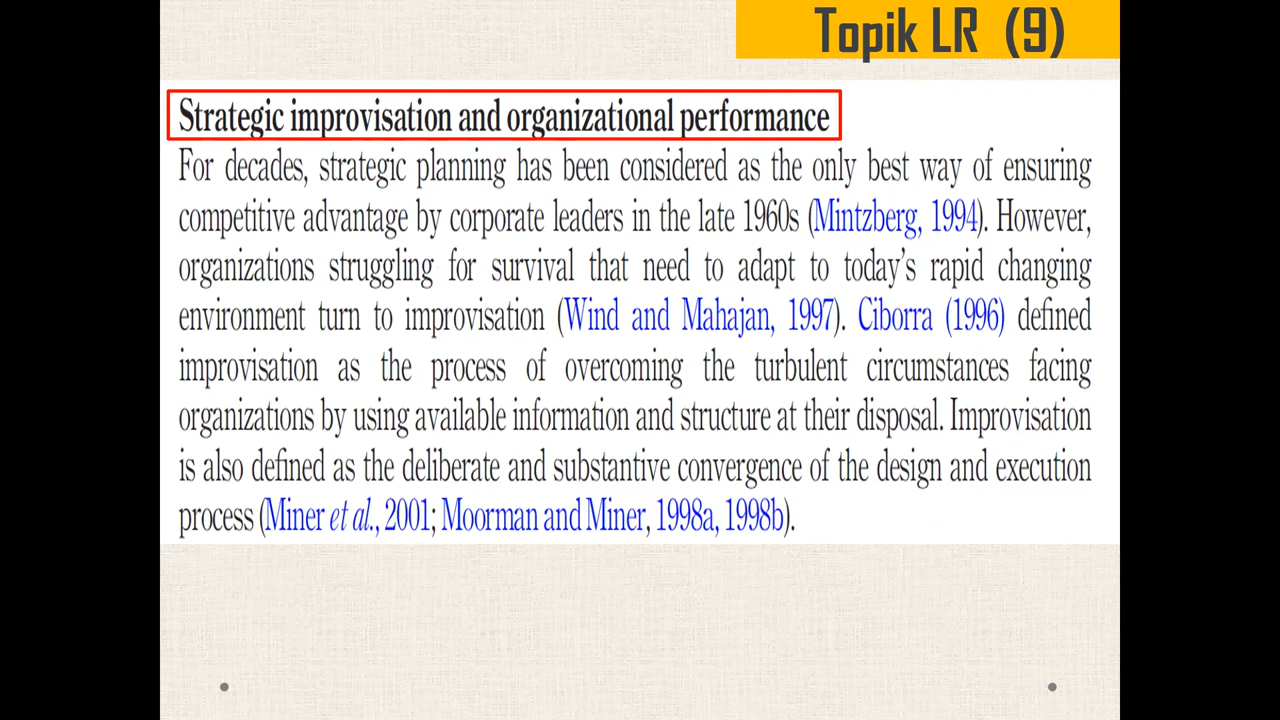 Topik LR (9)
Strategic improvisation and organizational performance
For decades, strategic planning has been considered as the only best way of ensuring
competitive advantage by corporate leaders in the late 1960s (Mintzberg, 1994). However,
organizations struggling for survival that need to adapt to today's rapid changing
environment turn to improvisation (Wind and Mahajan, 1997). Ciborra (1996) defined
improvisation as the process of overcoming the turbulent circumstances facing
organizations by using available information and structure at their disposal. Improvisation
is also defined as the deliberate and substantive convergence of the design and execution
process (Miner et al., 2001; Moorman and Miner, 1998a, 1998b).